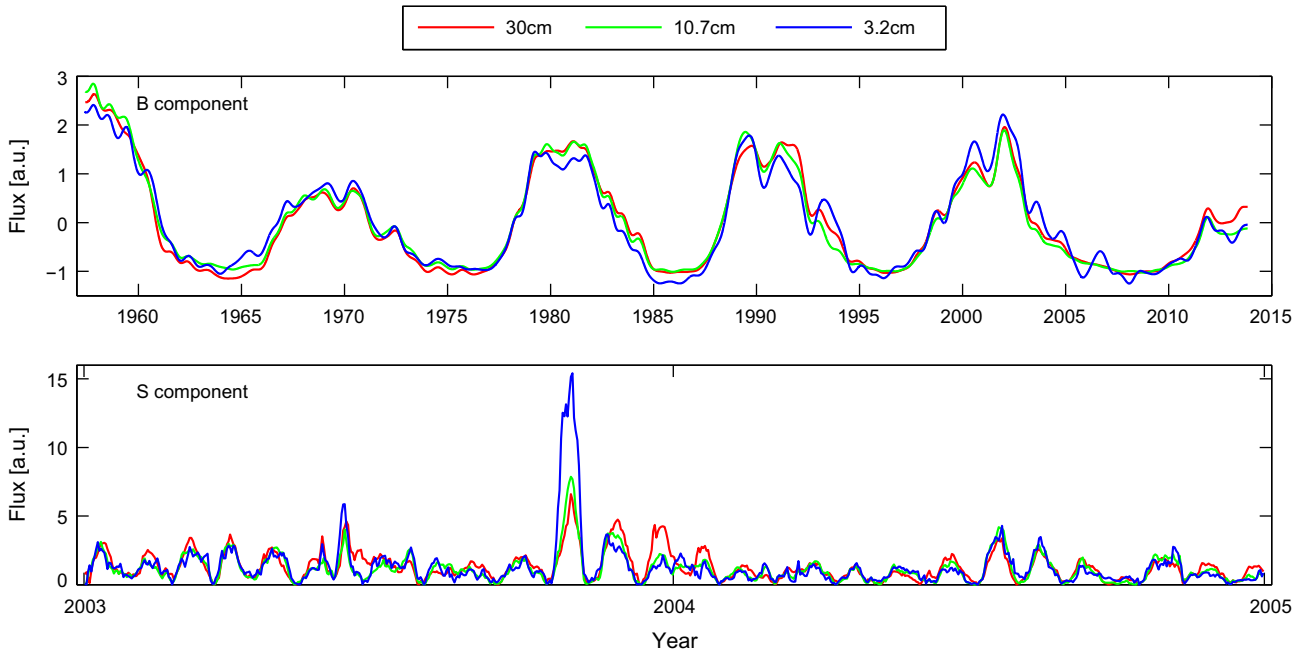 30cm 10.7cm 3.2cm
B component
Flux [a.u.]
3
2
1
0
−1
1960 1965 1970 1975 1980 1985 1990 1995 2000 2005 2010 2015
S component
Flux [a.u.]
15
10
5
0
2003 2004 2005
Year